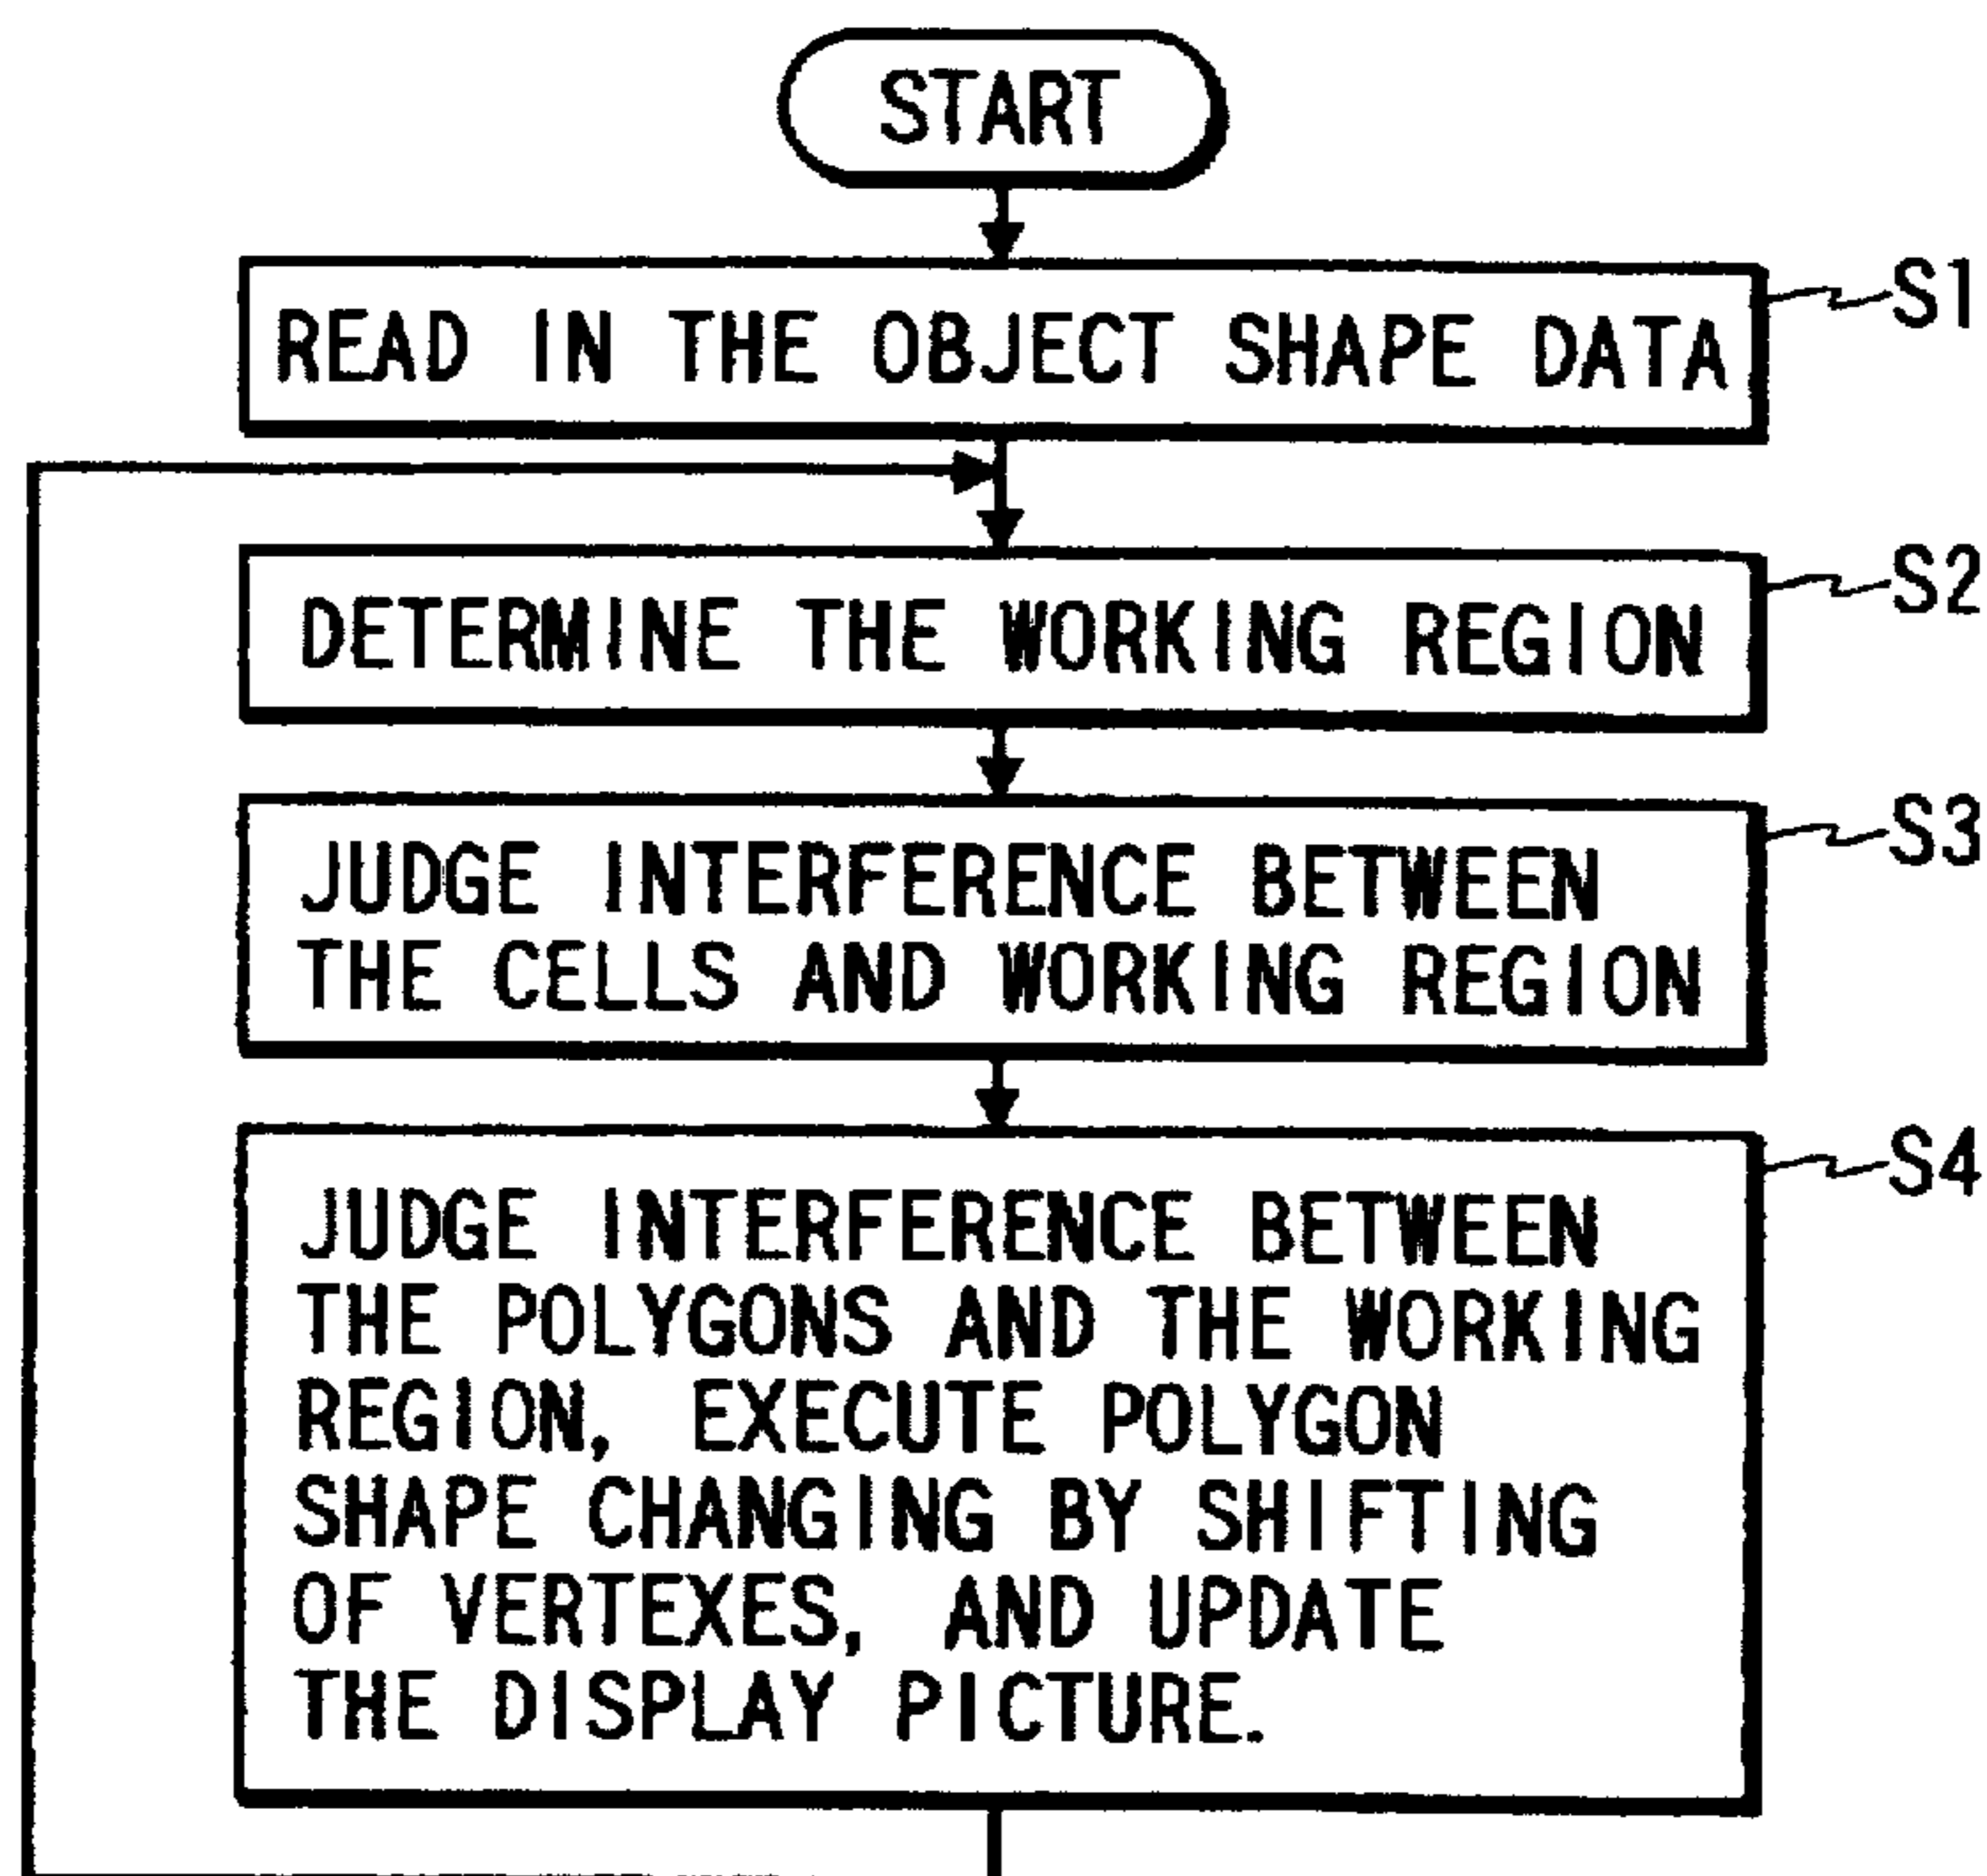 START
READ IN THE OBJECT SHAPE DATA
S1
DETERMINE THE WORKING REGION
S2
JUDGE INTERFERENCE BETWEEN
THE CELLS AND WORKING REGION
S3
JUDGE INTERFERENCE BETWEEN
THE POLYGONS AND THE WORKING
REGION, EXECUTE POLYGON
SHAPE CHANGING BY SHIFTING
OF VERTEXES, AND UPDATE
THE DISPLAY PICTURE.
S4